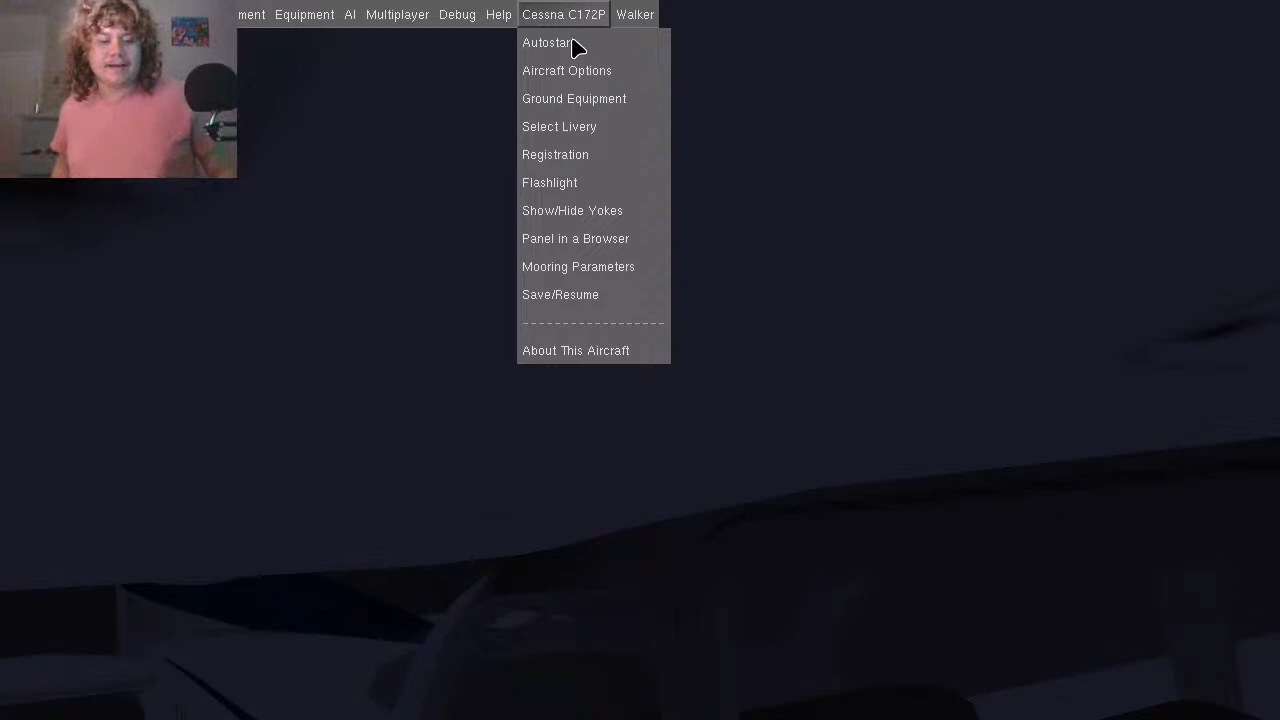 ment Equipment AI Multiplayer Debug Help Cessna C172P Walker
Autostar
Aircraft Options
Ground Equipment
Select Livery
Registration
Flashlight
Show/Hide Yokes
Panel in a Browser
Mooring Parameters
Save/Resume
About This Aircraft